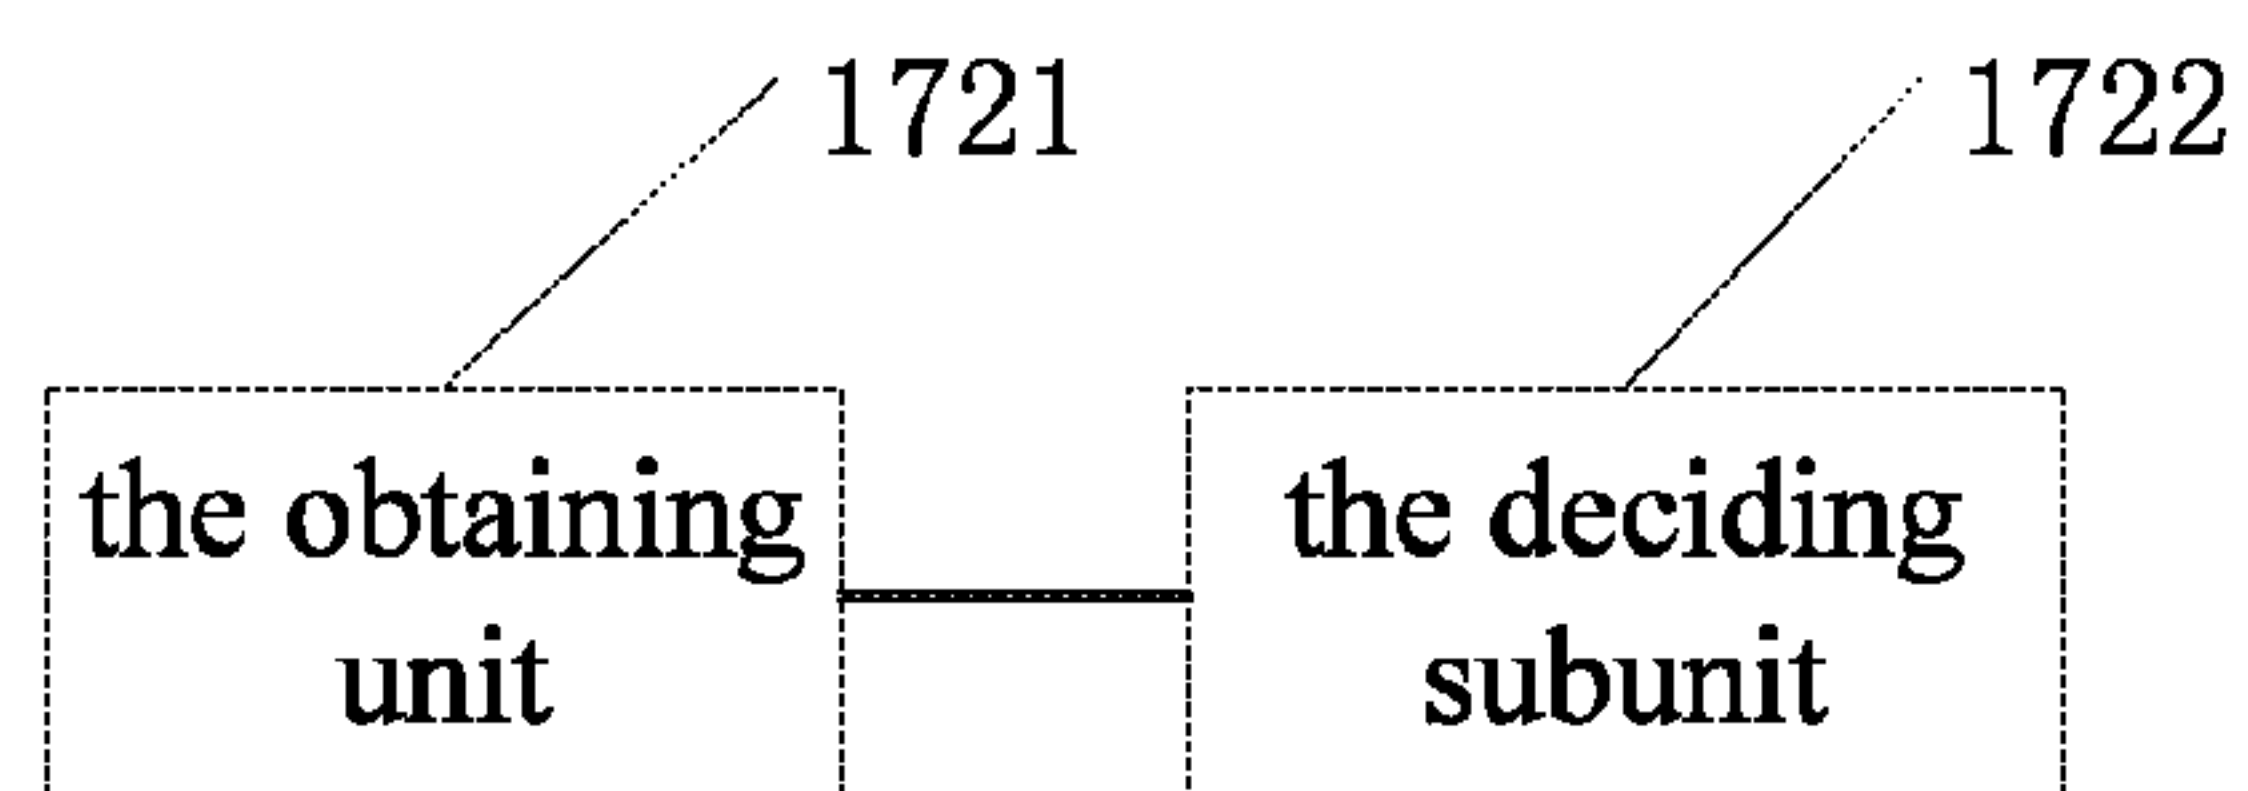 1721
1722
the obtaining
unit
the deciding
subunit